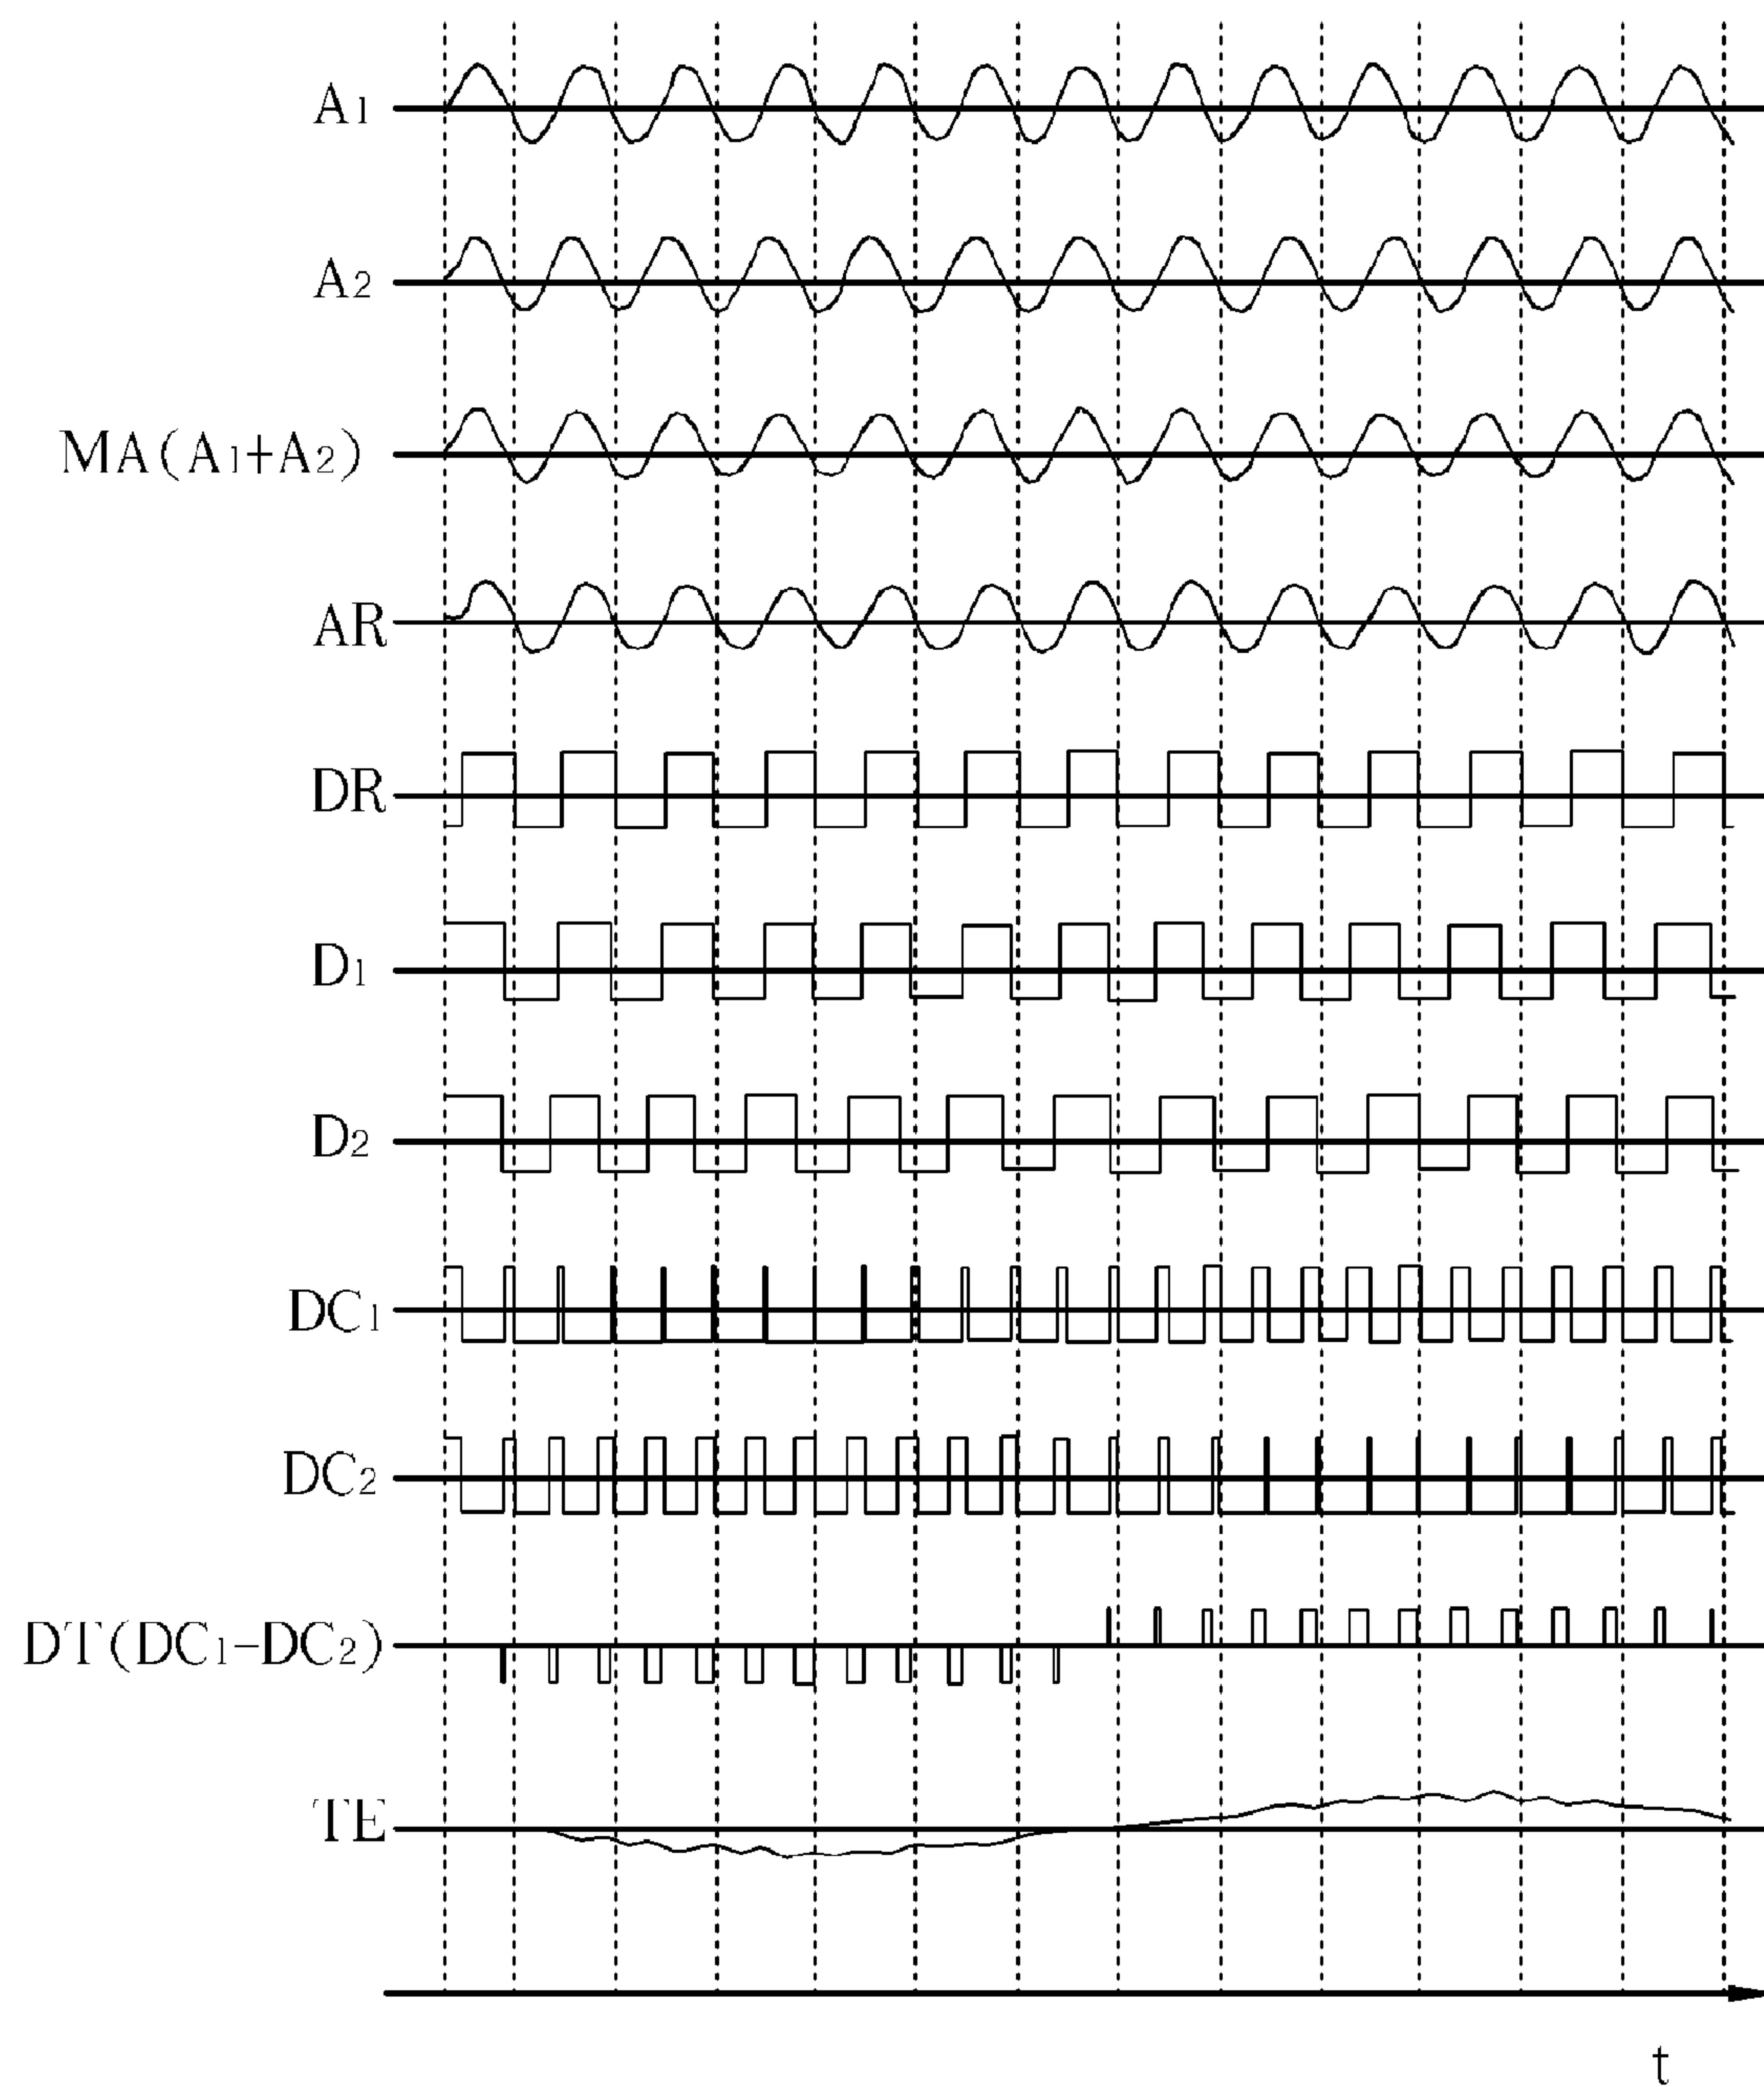 A1
A2
MA(A1+A2)
AR
DR
D1
D2
DC1
DC2
DT(DC1-DC2)
TE
t